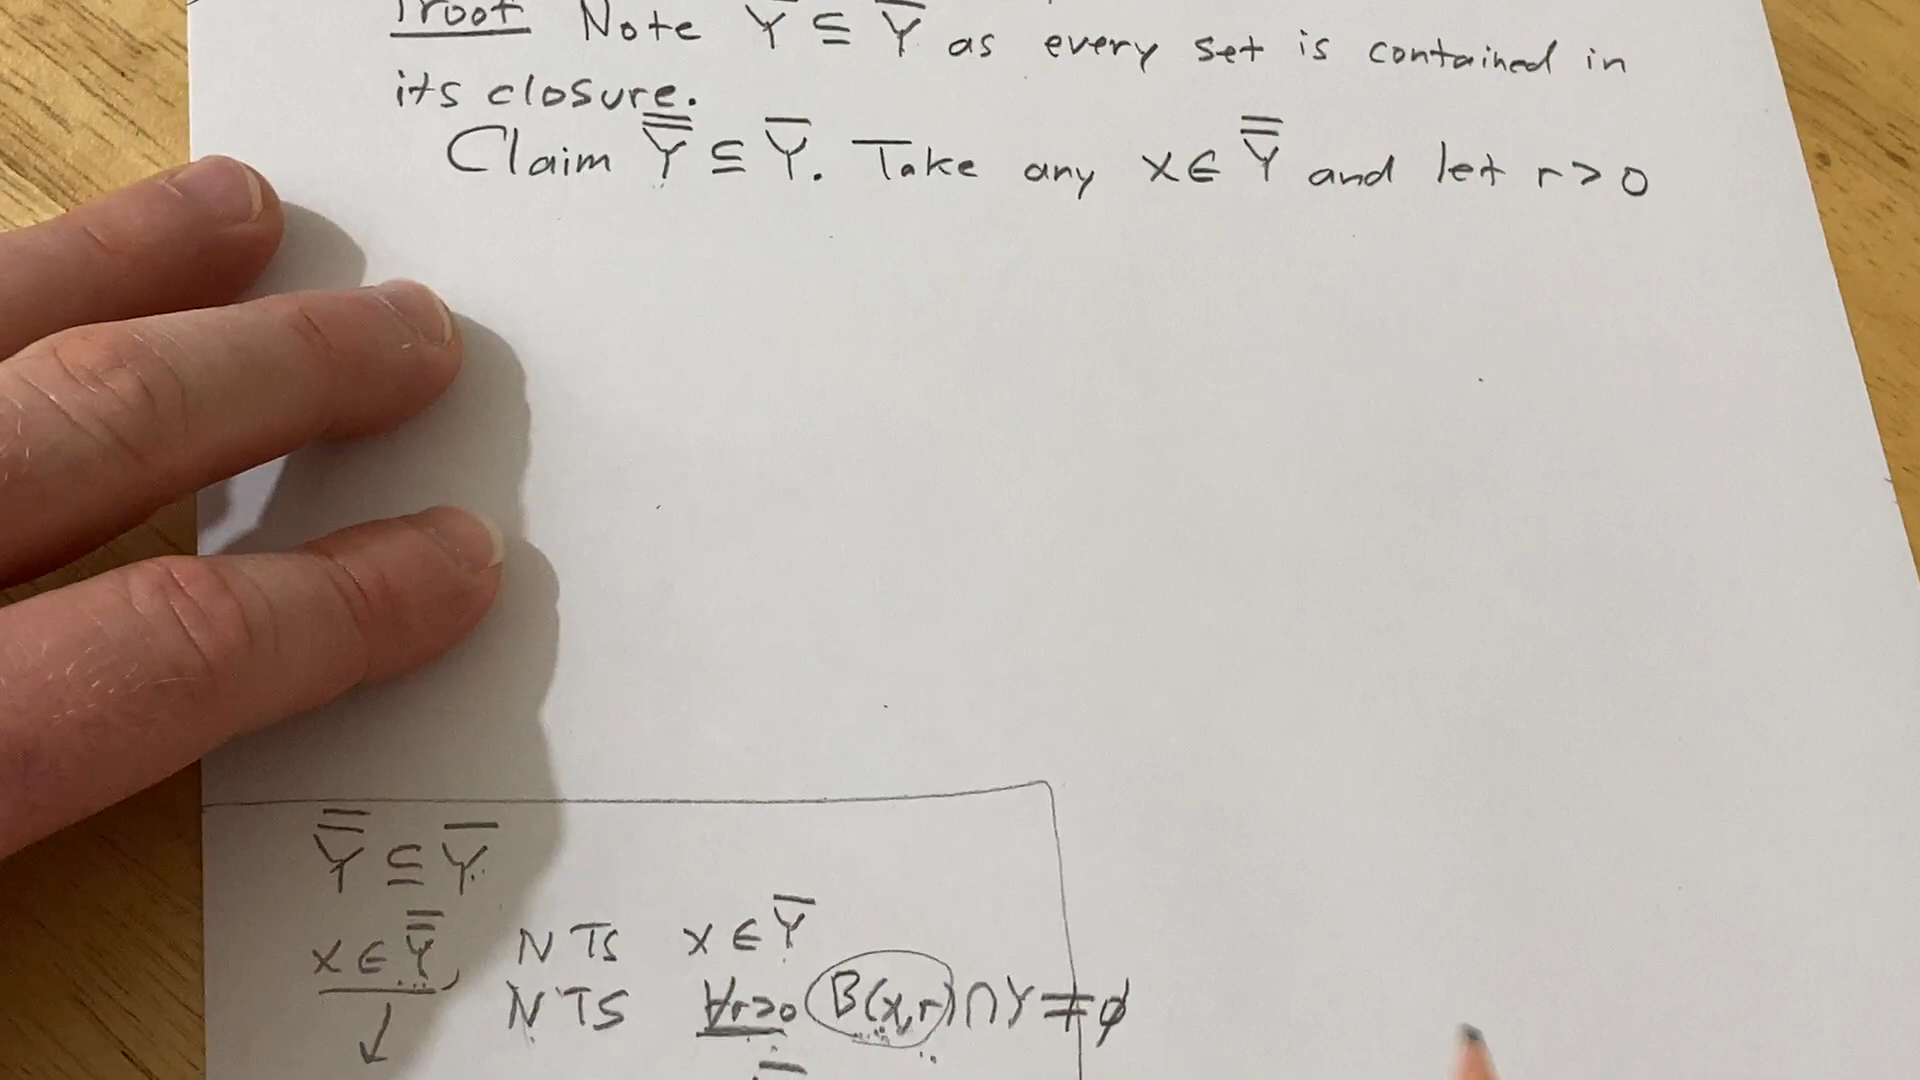 Proof Note Y̅ ⊆ Y̿ as every set is contained in
its closure.
Claim Y̿ ⊆ Y̅. Take any x ∈ Y̿ and let r > 0
Y̿ ⊆ Y̅
x ∈ Y̿, NTS x ∈ Y̅
↓ NTS ∀r>0 B(x,r) ∩ Y ≠ ∅